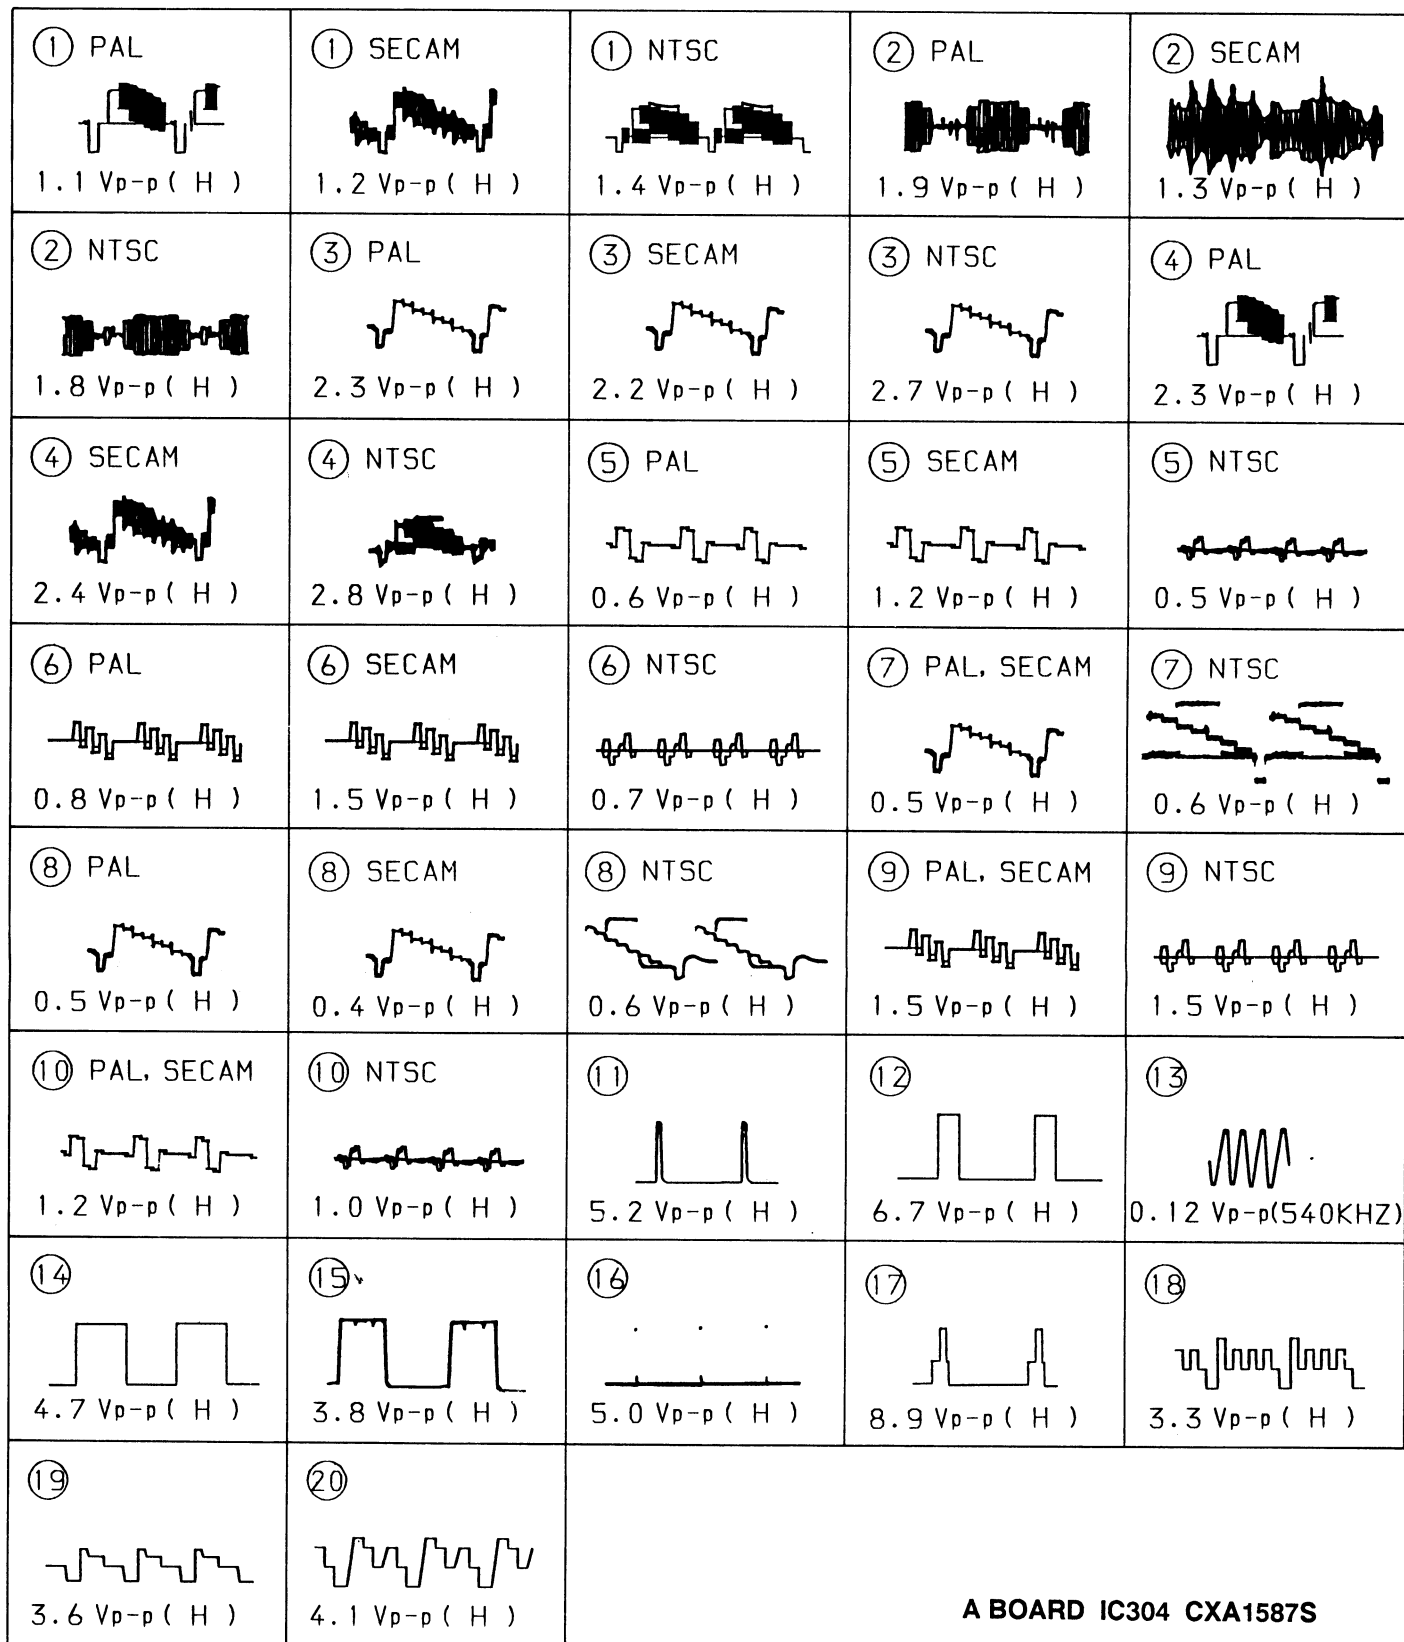 ① PAL
1.1 Vp-p ( H )
① SECAM
1.2 Vp-p ( H )
① NTSC
1.4 Vp-p ( H )
② PAL
1.9 Vp-p ( H )
② SECAM
1.3 Vp-p ( H )
② NTSC
1.8 Vp-p ( H )
③ PAL
2.3 Vp-p ( H )
③ SECAM
2.2 Vp-p ( H )
③ NTSC
2.7 Vp-p ( H )
④ PAL
2.3 Vp-p ( H )
④ SECAM
2.4 Vp-p ( H )
④ NTSC
2.8 Vp-p ( H )
⑤ PAL
0.6 Vp-p ( H )
⑤ SECAM
1.2 Vp-p ( H )
⑤ NTSC
0.5 Vp-p ( H )
⑥ PAL
0.8 Vp-p ( H )
⑥ SECAM
1.5 Vp-p ( H )
⑥ NTSC
0.7 Vp-p ( H )
⑦ PAL, SECAM
0.5 Vp-p ( H )
⑦ NTSC
0.6 Vp-p ( H )
⑧ PAL
0.5 Vp-p ( H )
⑧ SECAM
0.4 Vp-p ( H )
⑧ NTSC
0.6 Vp-p ( H )
⑨ PAL, SECAM
1.5 Vp-p ( H )
⑨ NTSC
1.5 Vp-p ( H )
⑩ PAL, SECAM
1.2 Vp-p ( H )
⑩ NTSC
1.0 Vp-p ( H )
⑪
5.2 Vp-p ( H )
⑫
6.7 Vp-p ( H )
⑬
0.12 Vp-p(540KHZ)
⑭
4.7 Vp-p ( H )
⑮
3.8 Vp-p ( H )
⑯
5.0 Vp-p ( H )
⑰
8.9 Vp-p ( H )
⑱
3.3 Vp-p ( H )
⑲
3.6 Vp-p ( H )
⑳
4.1 Vp-p ( H )
A BOARD IC304 CXA1587S